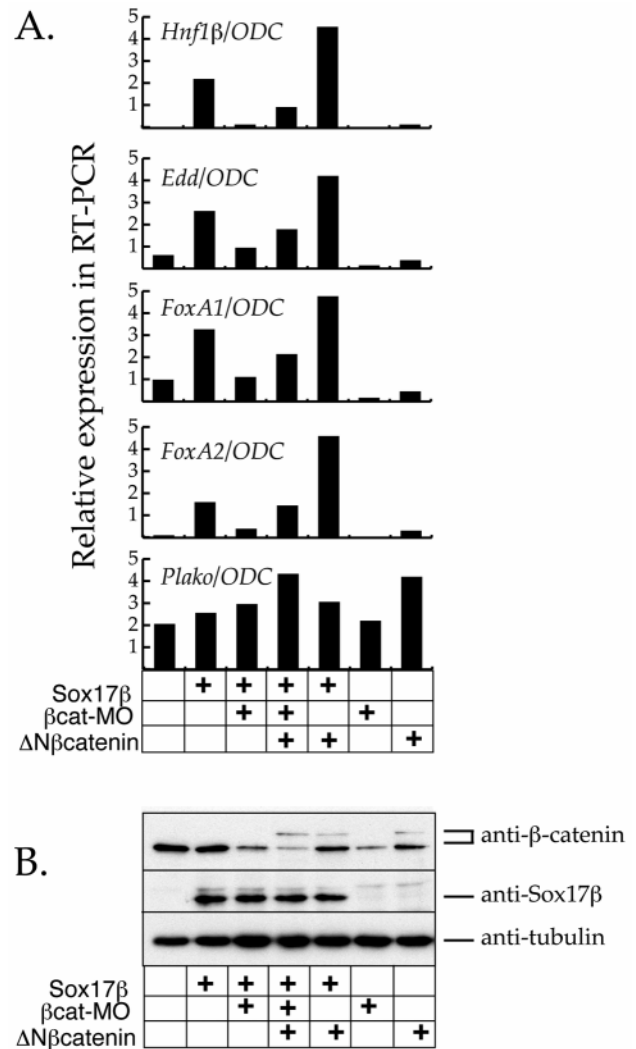 A.
Relative expression in RT-PCR
5
4
3
2
1
Hnf1β/ODC
5
4
3
2
1
Edd/ODC
5
4
3
2
1
FoxA1/ODC
5
4
3
2
1
FoxA2/ODC
5
4
3
2
1
Plako/ODC
Sox17β + + + +
βcat-MO + + +
ΔNβcatenin + + +
B.
anti-β-catenin
anti-Sox17β
anti-tubulin
Sox17β + + + +
βcat-MO + + +
ΔNβcatenin + + +